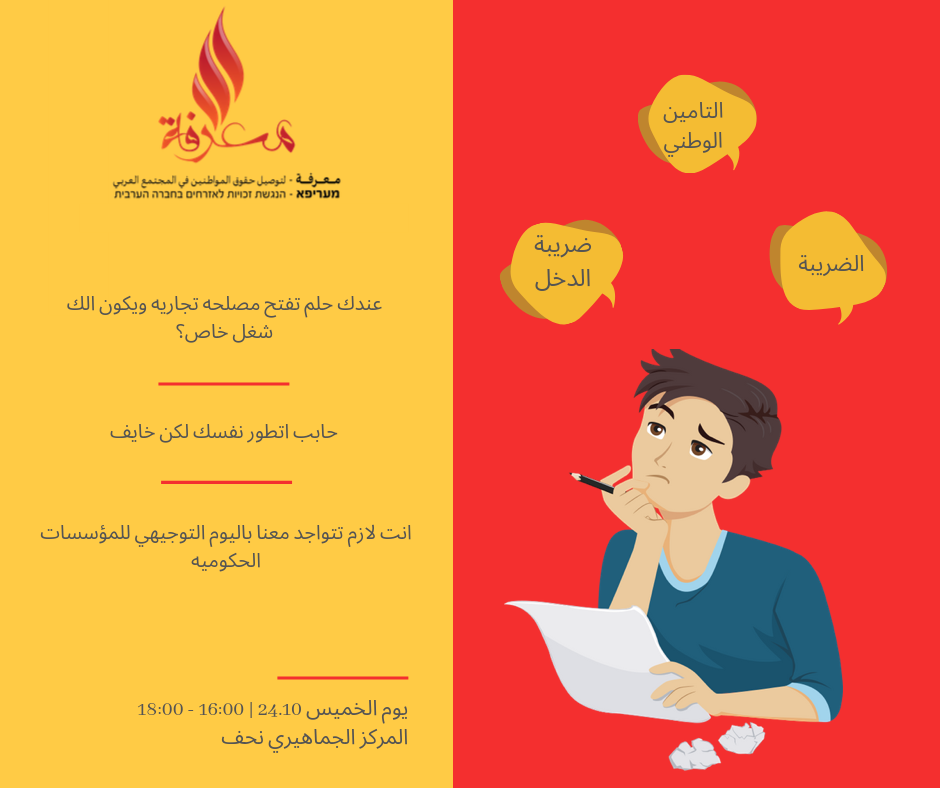 معرفة
معرفة - لتوصيل حقوق المواطنين في المجتمع العربي
מעריפא - הנגשת זכויות לאזרחים בחברה הערבית
عندك حلم تفتح مصلحه تجاريه ويكون الك
شغل خاص؟
حابب اتطور نفسك لكن خايف
انت لازم تتواجد معنا باليوم التوجيهي للمؤسسات
الحكوميه
يوم الخميس 24.10 | 16:00 - 18:00
المركز الجماهيري نحف
التامين
الوطني
ضريبة
الدخل
الضريبة